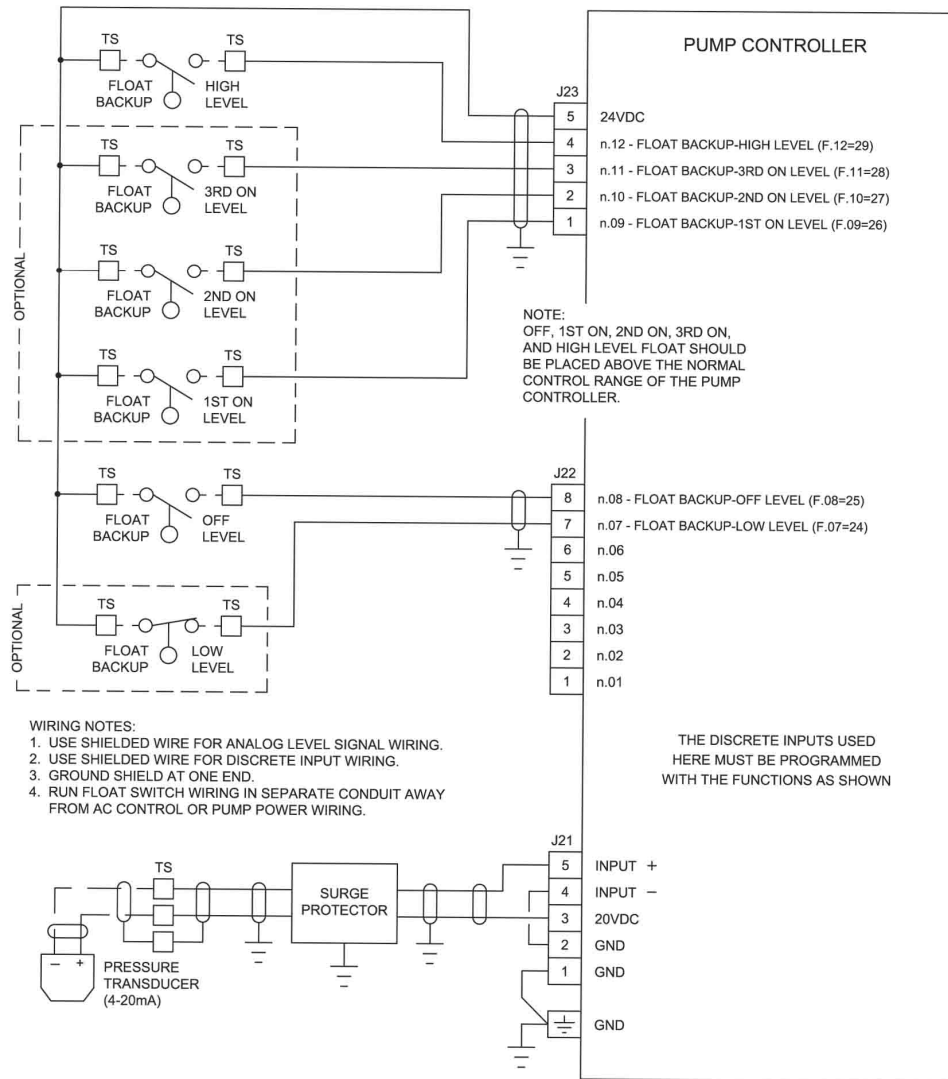 PUMP CONTROLLER
TS
TS
FLOAT
BACKUP
HIGH
LEVEL
OPTIONAL
TS
TS
FLOAT
BACKUP
3RD ON
LEVEL
TS
TS
FLOAT
BACKUP
2ND ON
LEVEL
TS
TS
FLOAT
BACKUP
1ST ON
LEVEL
TS
TS
FLOAT
BACKUP
OFF
LEVEL
OPTIONAL
TS
TS
FLOAT
BACKUP
LOW
LEVEL
J23
5 24VDC
4 n.12 - FLOAT BACKUP-HIGH LEVEL (F.12=29)
3 n.11 - FLOAT BACKUP-3RD ON LEVEL (F.11=28)
2 n.10 - FLOAT BACKUP-2ND ON LEVEL (F.10=27)
1 n.09 - FLOAT BACKUP-1ST ON LEVEL (F.09=26)
NOTE:
OFF, 1ST ON, 2ND ON, 3RD ON,
AND HIGH LEVEL FLOAT SHOULD
BE PLACED ABOVE THE NORMAL
CONTROL RANGE OF THE PUMP
CONTROLLER.
J22
8 n.08 - FLOAT BACKUP-OFF LEVEL (F.08=25)
7 n.07 - FLOAT BACKUP-LOW LEVEL (F.07=24)
6 n.06
5 n.05
4 n.04
3 n.03
2 n.02
1 n.01
WIRING NOTES:
1. USE SHIELDED WIRE FOR ANALOG LEVEL SIGNAL WIRING.
2. USE SHIELDED WIRE FOR DISCRETE INPUT WIRING.
3. GROUND SHIELD AT ONE END.
4. RUN FLOAT SWITCH WIRING IN SEPARATE CONDUIT AWAY
FROM AC CONTROL OR PUMP POWER WIRING.
THE DISCRETE INPUTS USED
HERE MUST BE PROGRAMMED
WITH THE FUNCTIONS AS SHOWN
J21
5 INPUT +
4 INPUT −
3 20VDC
2 GND
1 GND
GND
TS
SURGE
PROTECTOR
− +
PRESSURE
TRANSDUCER
(4-20mA)